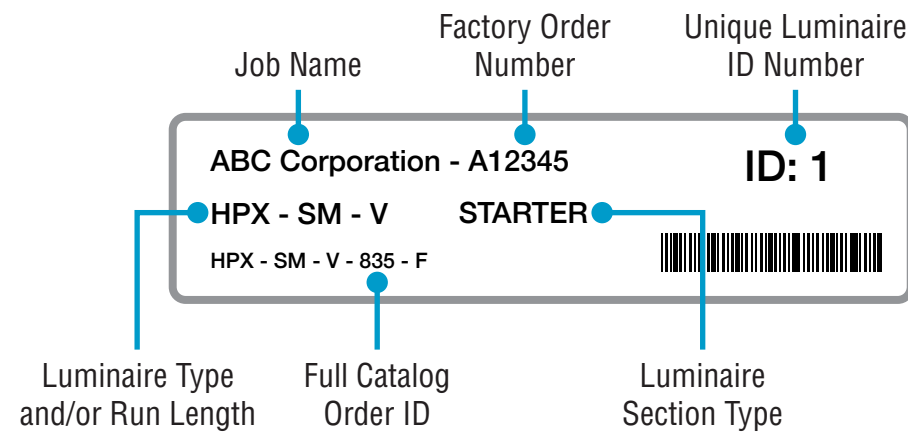 Job Name
Factory Order
Number
Unique Luminaire
ID Number
ABC Corporation - A12345
ID: 1
HPX - SM - V
STARTER
HPX - SM - V - 835 - F
Luminaire Type
and/or Run Length
Full Catalog
Order ID
Luminaire
Section Type